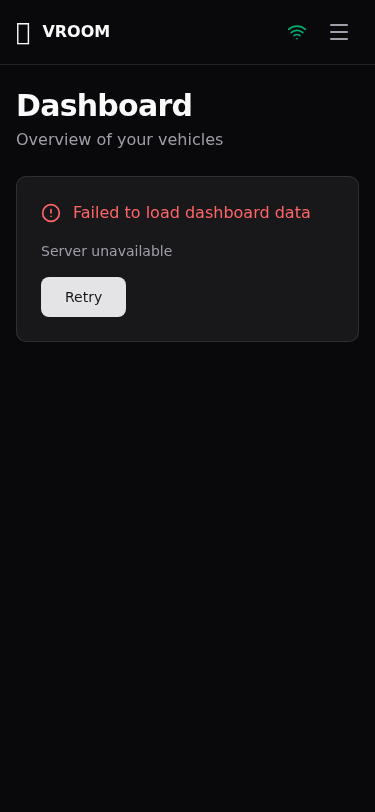 VROOM
Dashboard
Overview of your vehicles
Failed to load dashboard data
Server unavailable
Retry